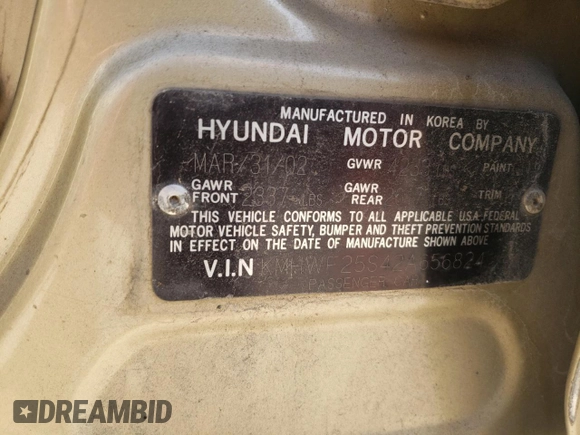 MANUFACTURED IN KOREA BY
HYUNDAI MOTOR COMPANY
MAR/31/02 GVWR PAINT
GAWR FRONT 2337 LBS GAWR REAR TRIM
THIS VEHICLE CONFORMS TO ALL APPLICABLE U.S.A. FEDERAL
MOTOR VEHICLE SAFETY, BUMPER AND THEFT PREVENTION STANDARDS
IN EFFECT ON THE DATE OF MANUFACTURE SHOWN ABOVE
V.I.N
DREAMBID